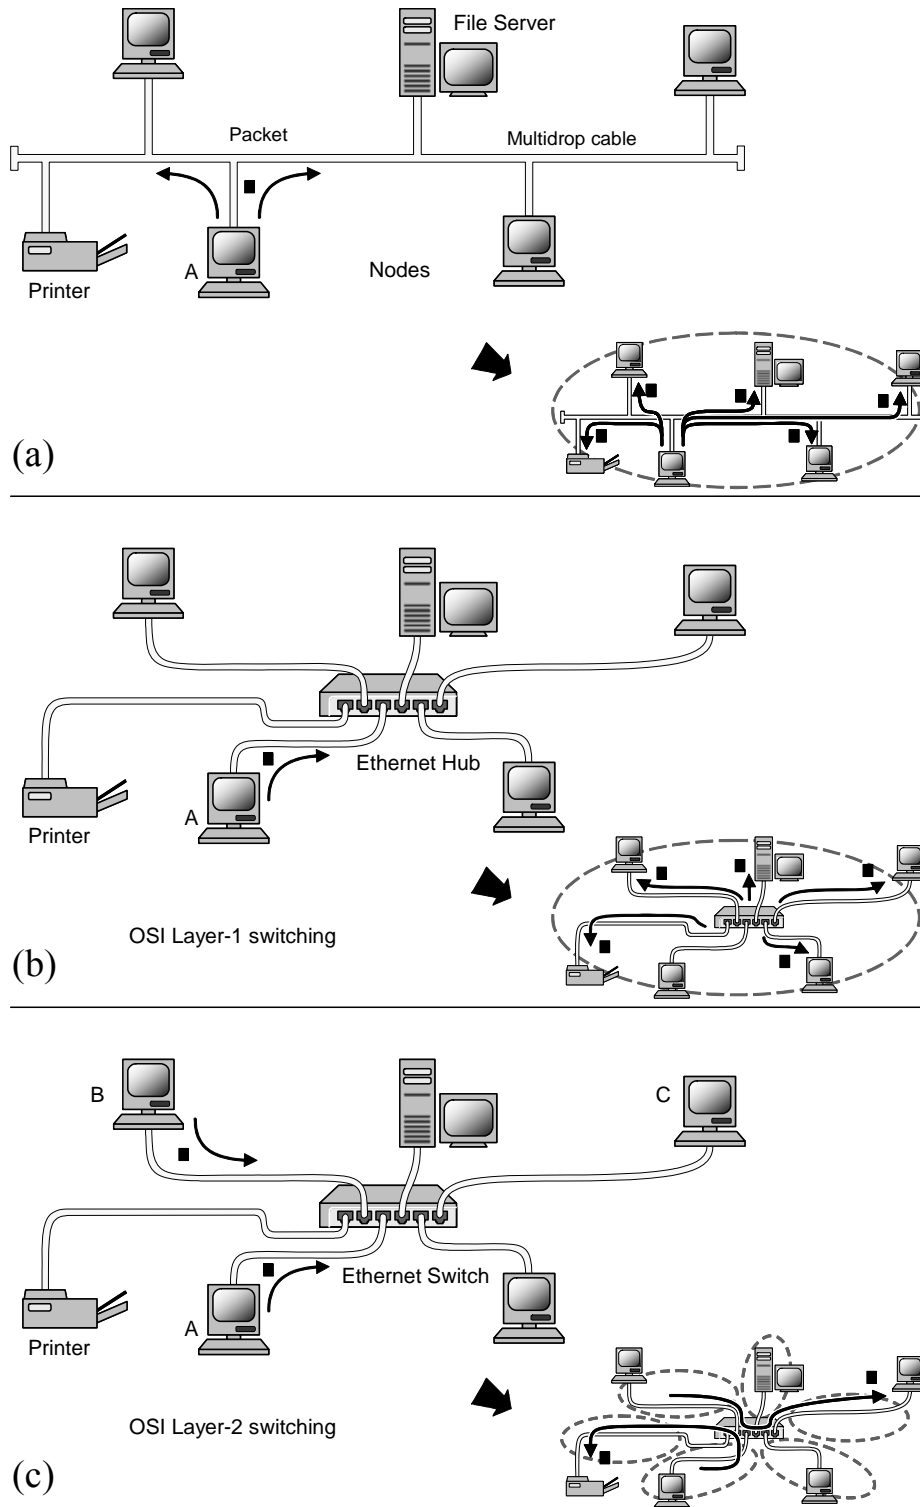 File Server
Packet
Multidrop cable
A
Nodes
Printer
(a)
Ethernet Hub
A
Printer
OSI Layer-1 switching
(b)
B
C
Ethernet Switch
A
Printer
OSI Layer-2 switching
(c)